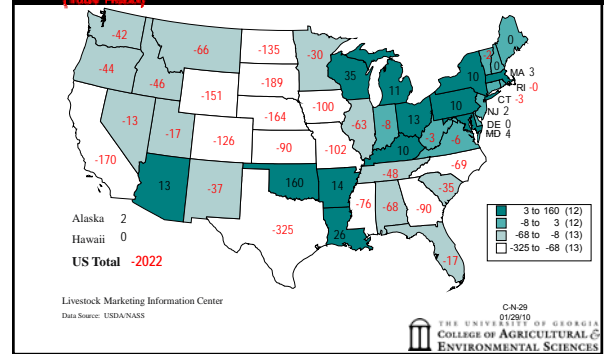 -42
-66
-135
-30
-2
0
0
-44
-46
-151
-189
35
11
10
MA 3
RI -0
CT -3
NJ 2
DE 0
MD 4
-13
-17
-126
-164
-100
-63
-8
13
10
-3
-6
-170
-90
-102
10
-69
13
-37
160
14
-48
-35
-76
-68
-90
-325
26
-17
Alaska 2
Hawaii 0
US Total -2022
3 to 160 (12)
-8 to 3 (12)
-68 to -8 (13)
-325 to -68 (13)
Livestock Marketing Information Center
Data Source: USDA/NASS
C-N-29
01/29/10
THE UNIVERSITY OF GEORGIA
COLLEGE OF AGRICULTURAL &
ENVIRONMENTAL SCIENCES